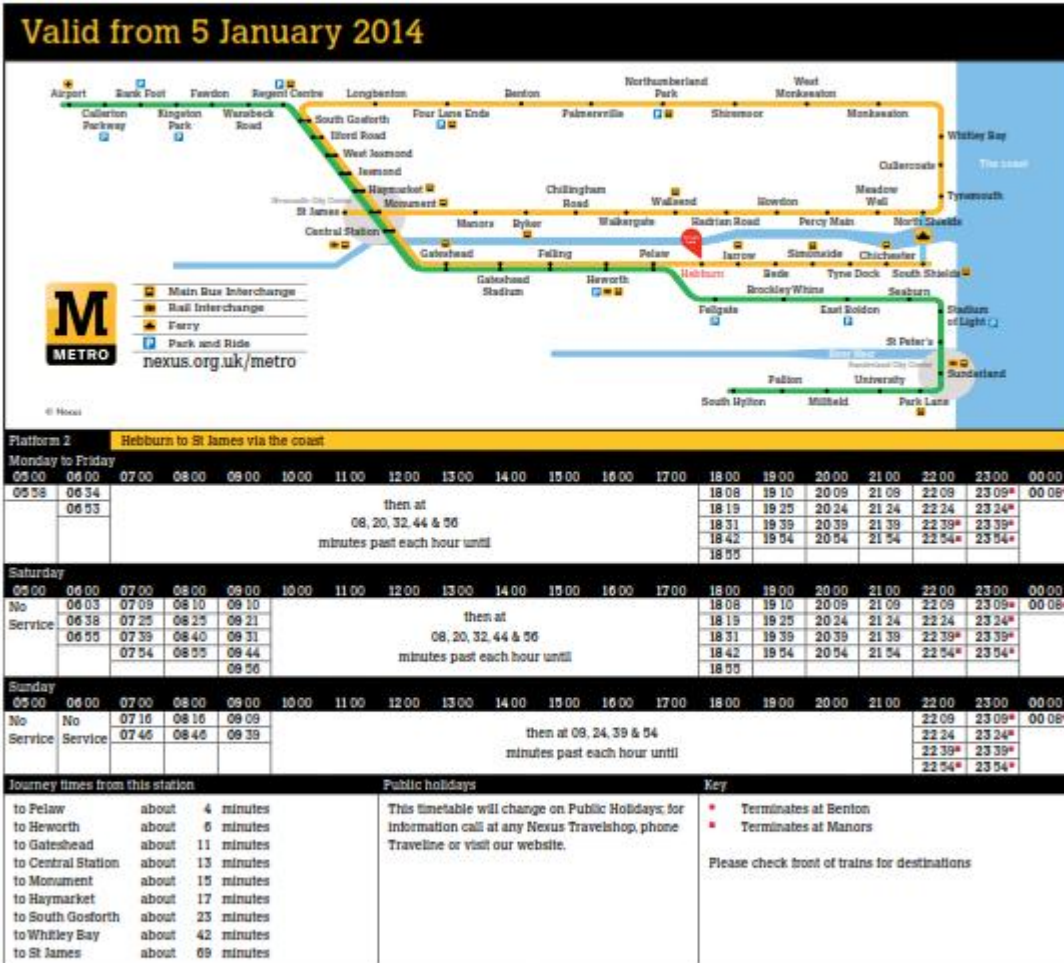 Valid from 5 January 2014
Airport
Bank Foot
Fawdon
Regent Centre
Longbenton
Benton
Northumberland
Park
West
Monkseaton
Callerton
Parkway
Kingston
Park
Wansbeck
Road
South Gosforth
Four Lane Ends
Palmersville
Shiremoor
Monkseaton
Ilford Road
West Jesmond
Jesmond
Haymarket
Monument
St James
Central Station
Whitley Bay
Cullercoats
The coast
Tynemouth
Chillingham
Road
Wallsend
Howdon
Meadow
Well
Manors
Byker
Walkergate
Hadrian Road
Percy Main
North Shields
Gateshead
Felling
Pelaw
Hebburn
Jarrow
Simonside
Chichester
Gateshead
Stadium
Heworth
Bede
Tyne Dock
South Shields
Brockley Whins
Seaburn
Fellgate
East Boldon
Stadium
of Light
St Peter's
Sunderland
Pallion
University
South Hylton
Millfield
Park Lane
M
METRO
Main Bus Interchange
Rail Interchange
Ferry
P Park and Ride
nexus.org.uk/metro
© Nexus
Platform 2 Hebburn to St James via the coast
Monday to Friday
05 00 06 00 07 00 08 00 09 00 10 00 11 00 12 00 13 00 14 00 15 00 16 00 17 00 18 00 19 00 20 00 21 00 22 00 23 00 00 00
05 58 06 34 18 08 19 10 20 09 21 09 22 09 23 09 00 08
06 53 then at 18 19 19 25 20 24 21 24 22 24 23 24
08, 20, 32, 44 & 56 18 31 19 39 20 39 21 39 22 39 23 39
minutes past each hour until 18 42 19 54 20 54 21 54 22 54 23 54
18 55
Saturday
05 00 06 00 07 00 08 00 09 00 10 00 11 00 12 00 13 00 14 00 15 00 16 00 17 00 18 00 19 00 20 00 21 00 22 00 23 00 00 00
No 06 03 07 09 08 10 09 10 18 08 19 10 20 09 21 09 22 09 23 09 00 08
Service 06 38 07 25 08 25 09 21 then at 18 19 19 25 20 24 21 24 22 24 23 24
06 55 07 39 08 40 09 31 08, 20, 32, 44 & 56 18 31 19 39 20 39 21 39 22 39 23 39
07 54 08 55 09 44 minutes past each hour until 18 42 19 54 20 54 21 54 22 54 23 54
09 56 18 55
Sunday
05 00 06 00 07 00 08 00 09 00 10 00 11 00 12 00 13 00 14 00 15 00 16 00 17 00 18 00 19 00 20 00 21 00 22 00 23 00 00 00
No No 07 16 08 16 09 09 22 09 23 09 00 08
Service Service 07 46 08 46 09 39 then at 09, 24, 39 & 54 22 24 23 24
minutes past each hour until 22 39 23 39
22 54 23 54
Journey times from this station
to Pelaw about 4 minutes
to Heworth about 6 minutes
to Gateshead about 11 minutes
to Central Station about 13 minutes
to Monument about 15 minutes
to Haymarket about 17 minutes
to South Gosforth about 23 minutes
to Whitley Bay about 42 minutes
to St James about 69 minutes
Public holidays
This timetable will change on Public Holidays; for
information call at any Nexus Travelshop, phone
Traveline or visit our website.
Key
Terminates at Benton
Terminates at Manors
Please check front of trains for destinations